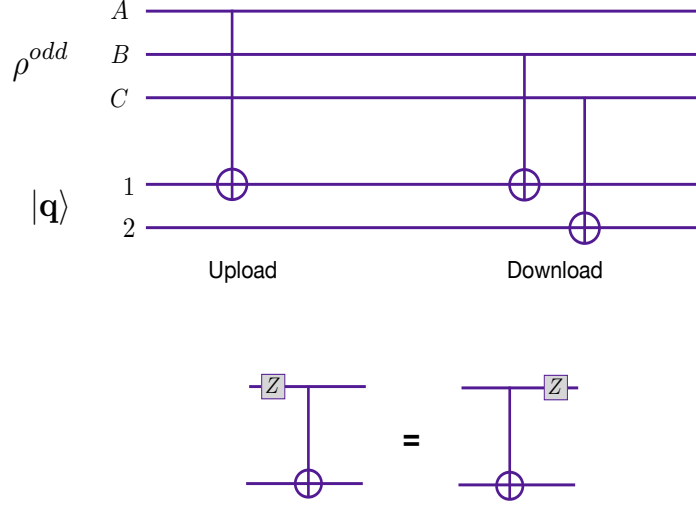 A
ρ^{odd} B
C
|q⟩ 1
2
Upload Download
Z = Z